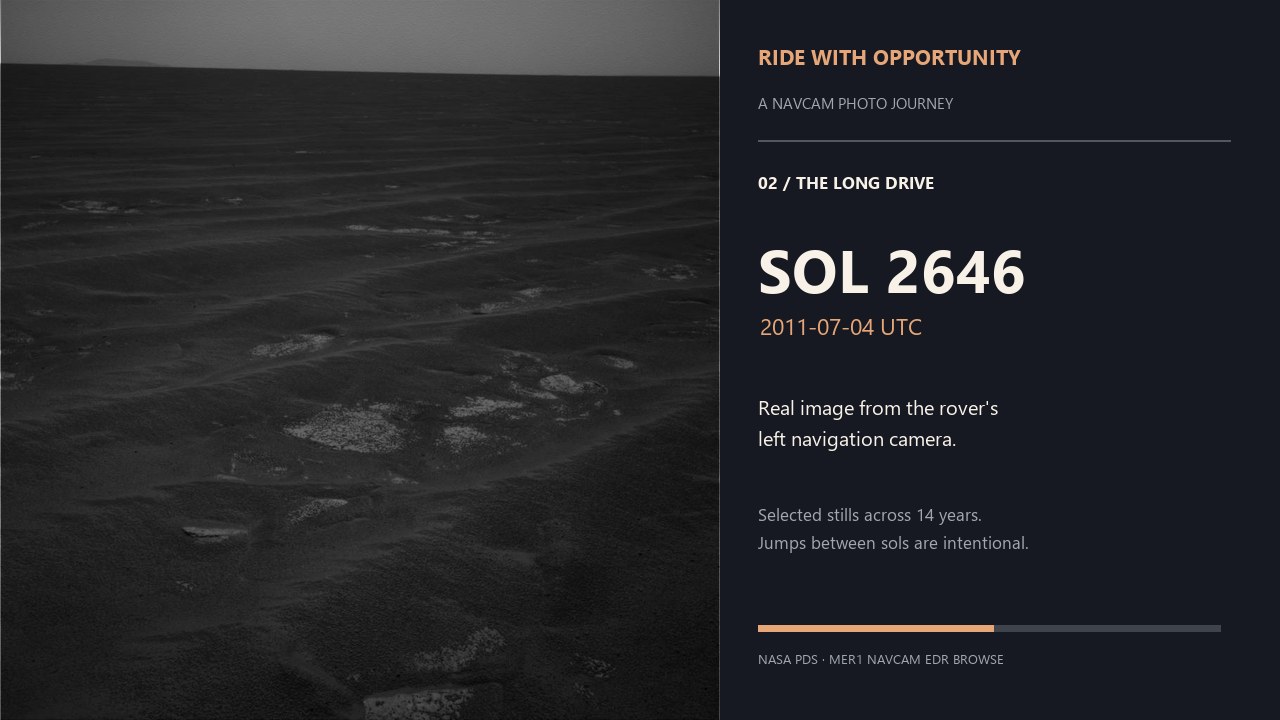 RIDE WITH OPPORTUNITY
A NAVCAM PHOTO JOURNEY
02 / THE LONG DRIVE
SOL 2646
2011-07-04 UTC
Real image from the rover's
left navigation camera.
Selected stills across 14 years.
Jumps between sols are intentional.
NASA PDS · MER1 NAVCAM EDR BROWSE